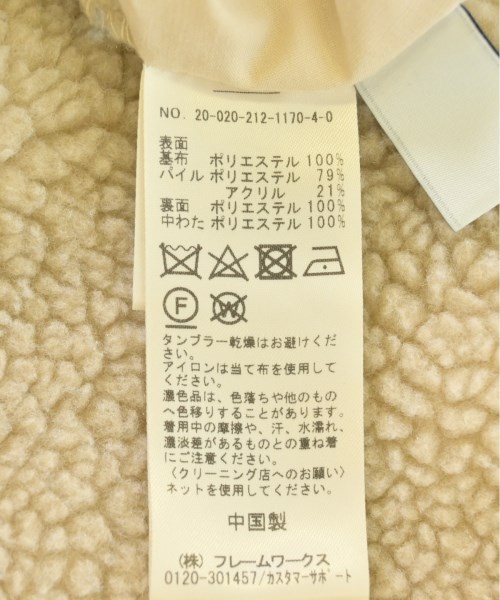 NO. 20-020-212-1170-4-0
表面
基布 ポリエステル 100%
パイル ポリエステル 79%
アクリル 21%
裏面 ポリエステル 100%
中わた ポリエステル 100%
F W
タンブラー乾燥はお避けくだ
さい。
アイロンは当て布を使用して
ください。
濃色品は、色落ちや他のもの
へ色移りすることがあります。
着用中の摩擦や、汗、水濡れ、
濃淡差があるものとの重ね着
にご注意ください。
（クリーニング店へのお願い）
ネットを使用してください。
中国製
（株）フレームワークス
0120-301457/カスタマーサポート